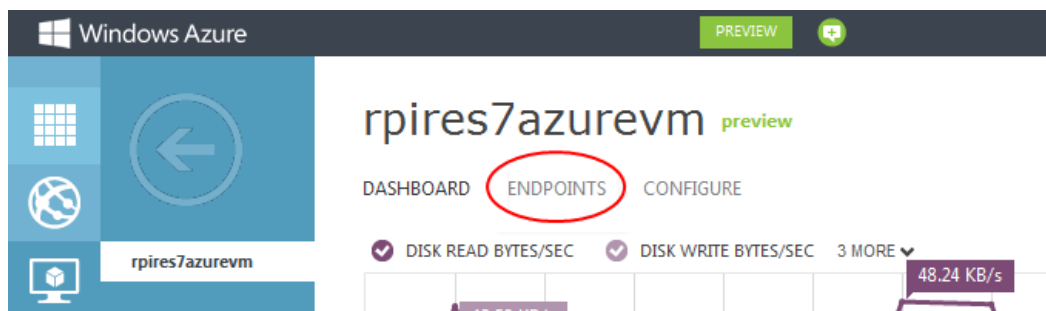 Windows Azure
PREVIEW
rpires7azurevm preview
DASHBOARD ENDPOINTS CONFIGURE
rpires7azurevm
DISK READ BYTES/SEC DISK WRITE BYTES/SEC 3 MORE
48.24 KB/s